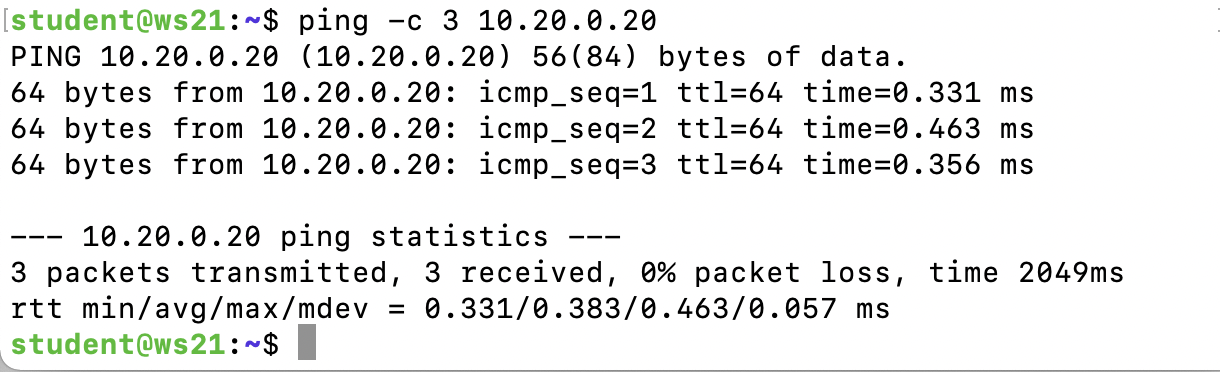 student@ws21:~$ ping -c 3 10.20.0.20
PING 10.20.0.20 (10.20.0.20) 56(84) bytes of data.
64 bytes from 10.20.0.20: icmp_seq=1 ttl=64 time=0.331 ms
64 bytes from 10.20.0.20: icmp_seq=2 ttl=64 time=0.463 ms
64 bytes from 10.20.0.20: icmp_seq=3 ttl=64 time=0.356 ms

--- 10.20.0.20 ping statistics ---
3 packets transmitted, 3 received, 0% packet loss, time 2049ms
rtt min/avg/max/mdev = 0.331/0.383/0.463/0.057 ms
student@ws21:~$